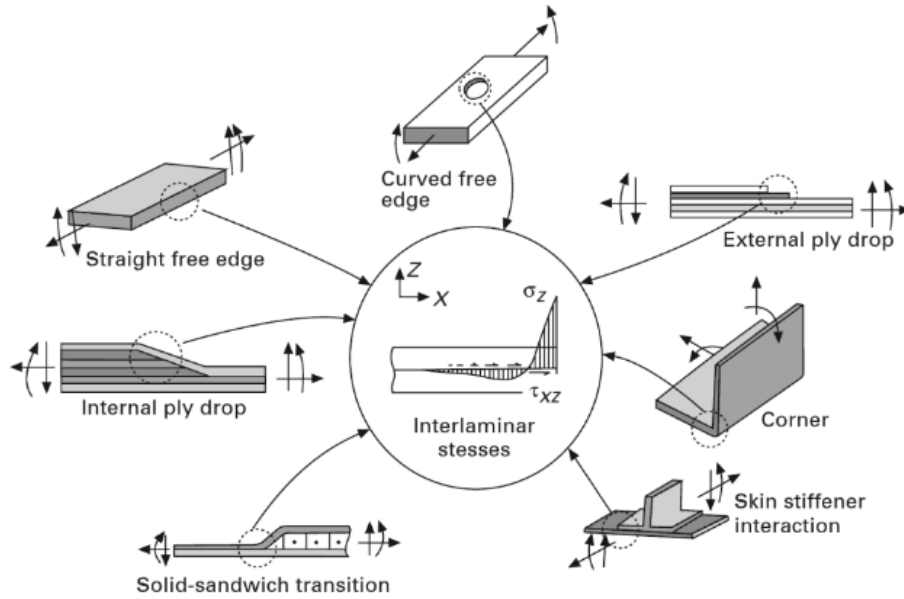 Curved free
edge
Straight free edge
External ply drop
Z
X
σz
τxz
Interlaminar
stesses
Internal ply drop
Corner
Skin stiffener
interaction
Solid-sandwich transition